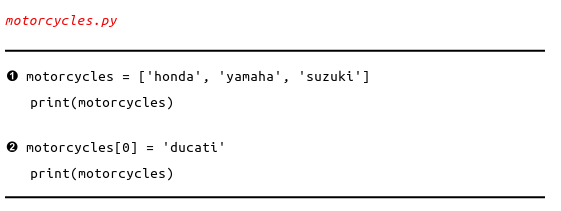 motorcycles.py
❶ motorcycles = ['honda', 'yamaha', 'suzuki']
print(motorcycles)
❷ motorcycles[0] = 'ducati'
print(motorcycles)